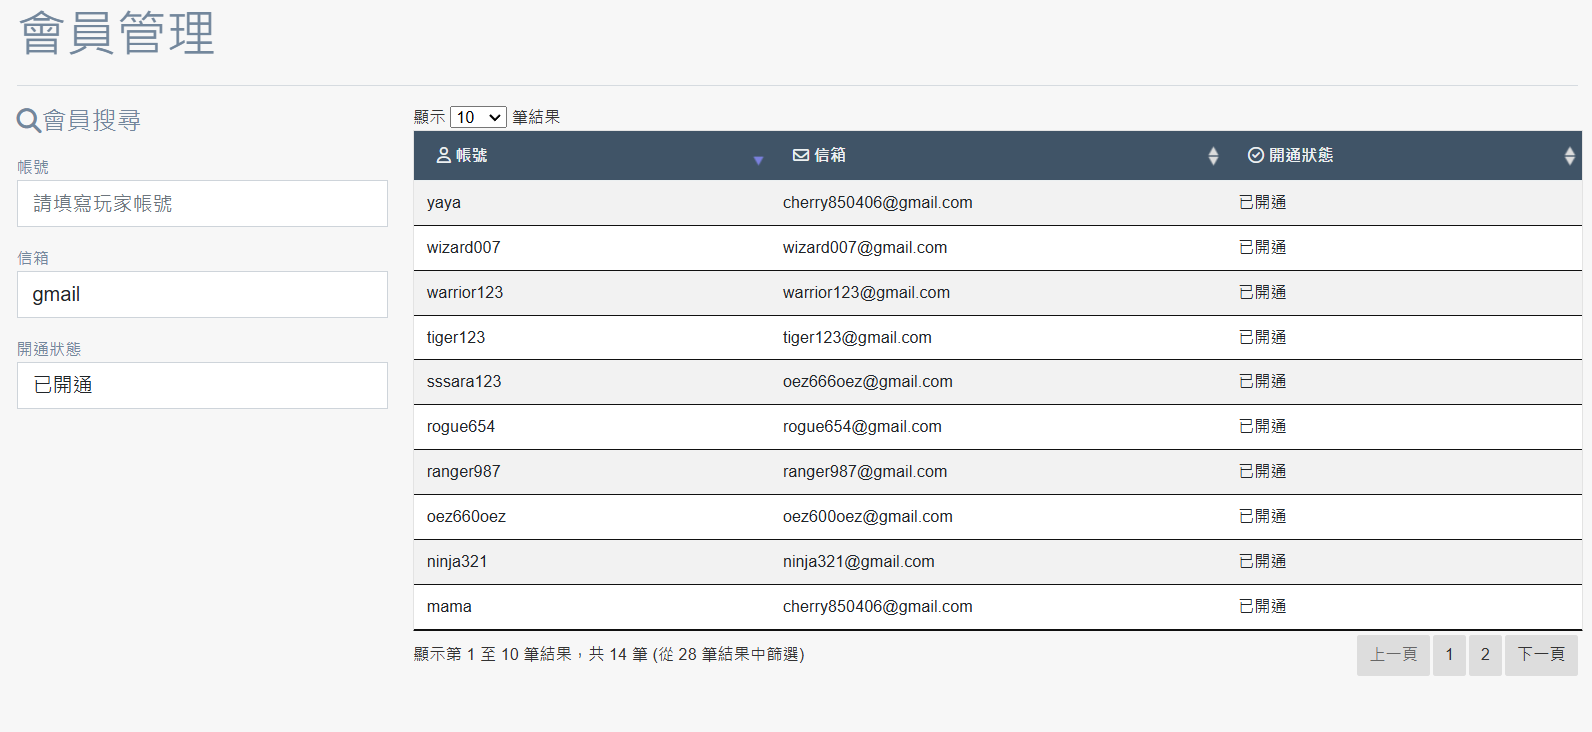 會員管理
會員搜尋
帳號
請填寫玩家帳號
信箱
gmail
開通狀態
已開通
顯示 10 筆結果
帳號 信箱 開通狀態
yaya cherry850406@gmail.com 已開通
wizard007 wizard007@gmail.com 已開通
warrior123 warrior123@gmail.com 已開通
tiger123 tiger123@gmail.com 已開通
sssara123 oez666oez@gmail.com 已開通
rogue654 rogue654@gmail.com 已開通
ranger987 ranger987@gmail.com 已開通
oez660oez oez600oez@gmail.com 已開通
ninja321 ninja321@gmail.com 已開通
mama cherry850406@gmail.com 已開通
顯示第 1 至 10 筆結果，共 14 筆 (從 28 筆結果中篩選)
上一頁 1 2 下一頁